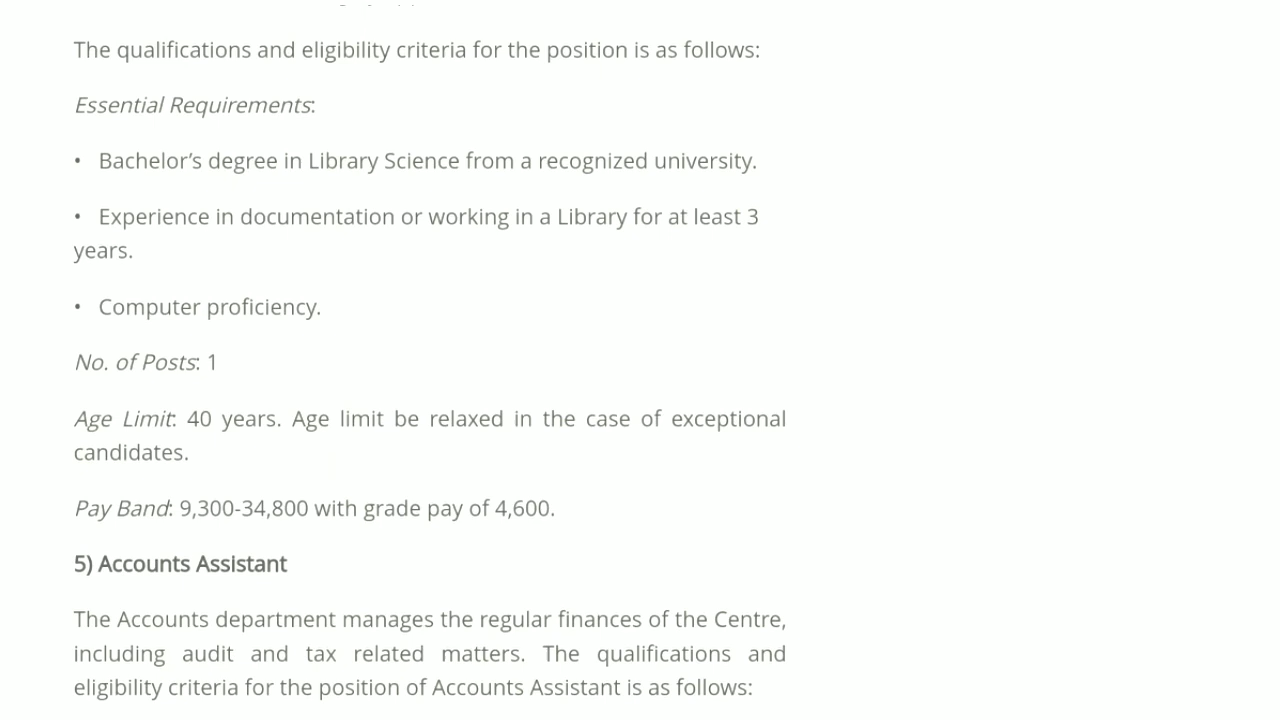 The qualifications and eligibility criteria for the position is as follows:
Essential Requirements:
• Bachelor’s degree in Library Science from a recognized university.
• Experience in documentation or working in a Library for at least 3
years.
• Computer proficiency.
No. of Posts: 1
Age Limit: 40 years. Age limit be relaxed in the case of exceptional
candidates.
Pay Band: 9,300-34,800 with grade pay of 4,600.
5) Accounts Assistant
The Accounts department manages the regular finances of the Centre,
including audit and tax related matters. The qualifications and
eligibility criteria for the position of Accounts Assistant is as follows: